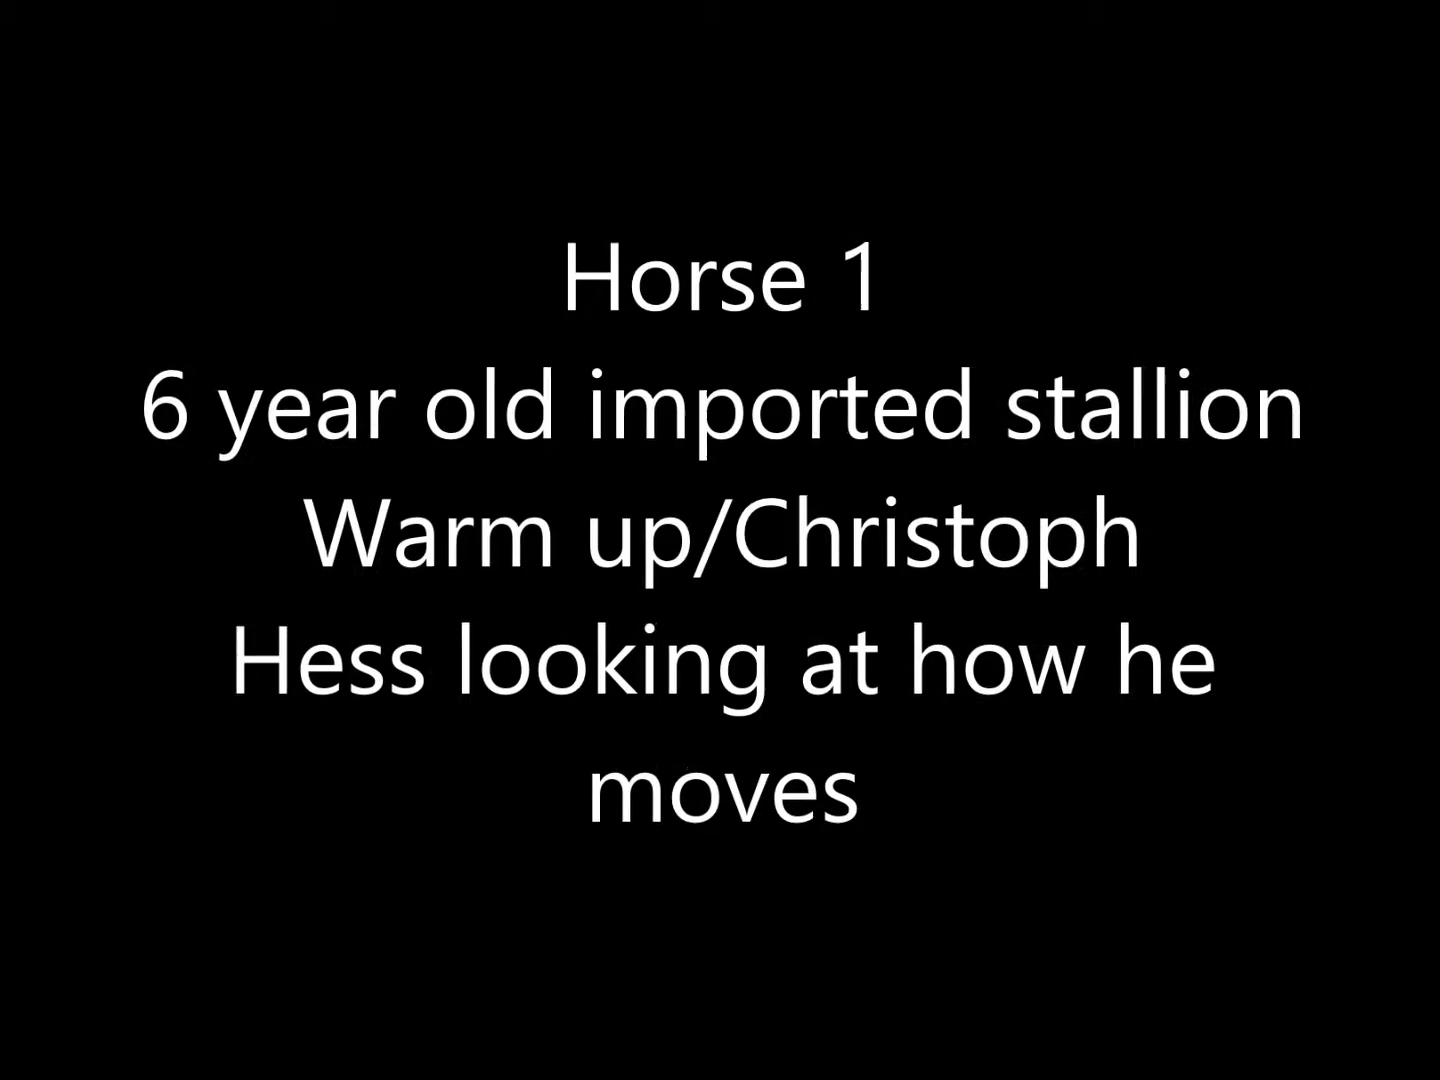 Horse 1
6 year old imported stallion
Warm up/Christoph
Hess looking at how he
moves